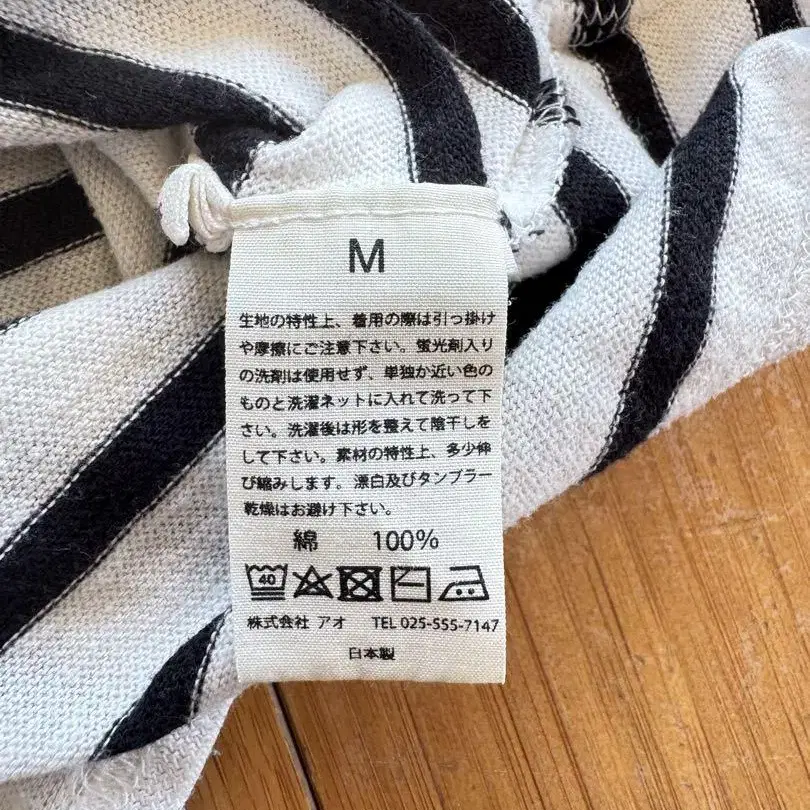 M
生地の特性上、着用の際は引っ掛け
や摩擦にご注意下さい。蛍光剤入り
の洗剤は使用せず、単独か近い色の
ものと洗濯ネットに入れて洗って下
さい。洗濯後は形を整えて陰干しを
して下さい。素材の特性上、多少伸
び縮みします。漂白及びタンブラー
乾燥はお避け下さい。
綿 100%
40
株式会社 アオ TEL 025-555-7147
日本製